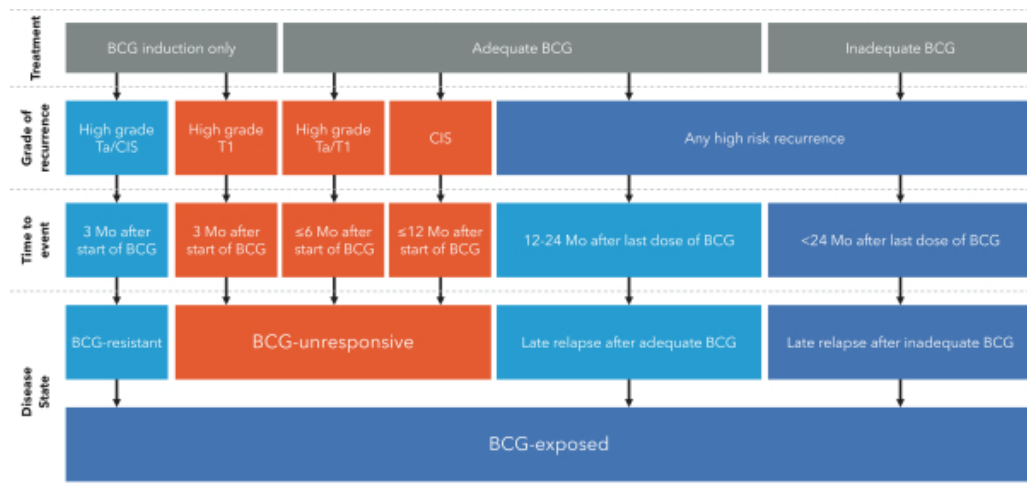 Treatment
BCG induction only
Adequate BCG
Inadequate BCG
Grade of
recurrence
High grade
Ta/CIS
High grade
T1
High grade
Ta/T1
CIS
Any high risk recurrence
Time to
event
3 Mo after
start of BCG
3 Mo after
start of BCG
≤6 Mo after
start of BCG
≤12 Mo after
start of BCG
12-24 Mo after last dose of BCG
<24 Mo after last dose of BCG
Disease
State
BCG-resistant
BCG-unresponsive
Late relapse after adequate BCG
Late relapse after inadequate BCG
BCG-exposed